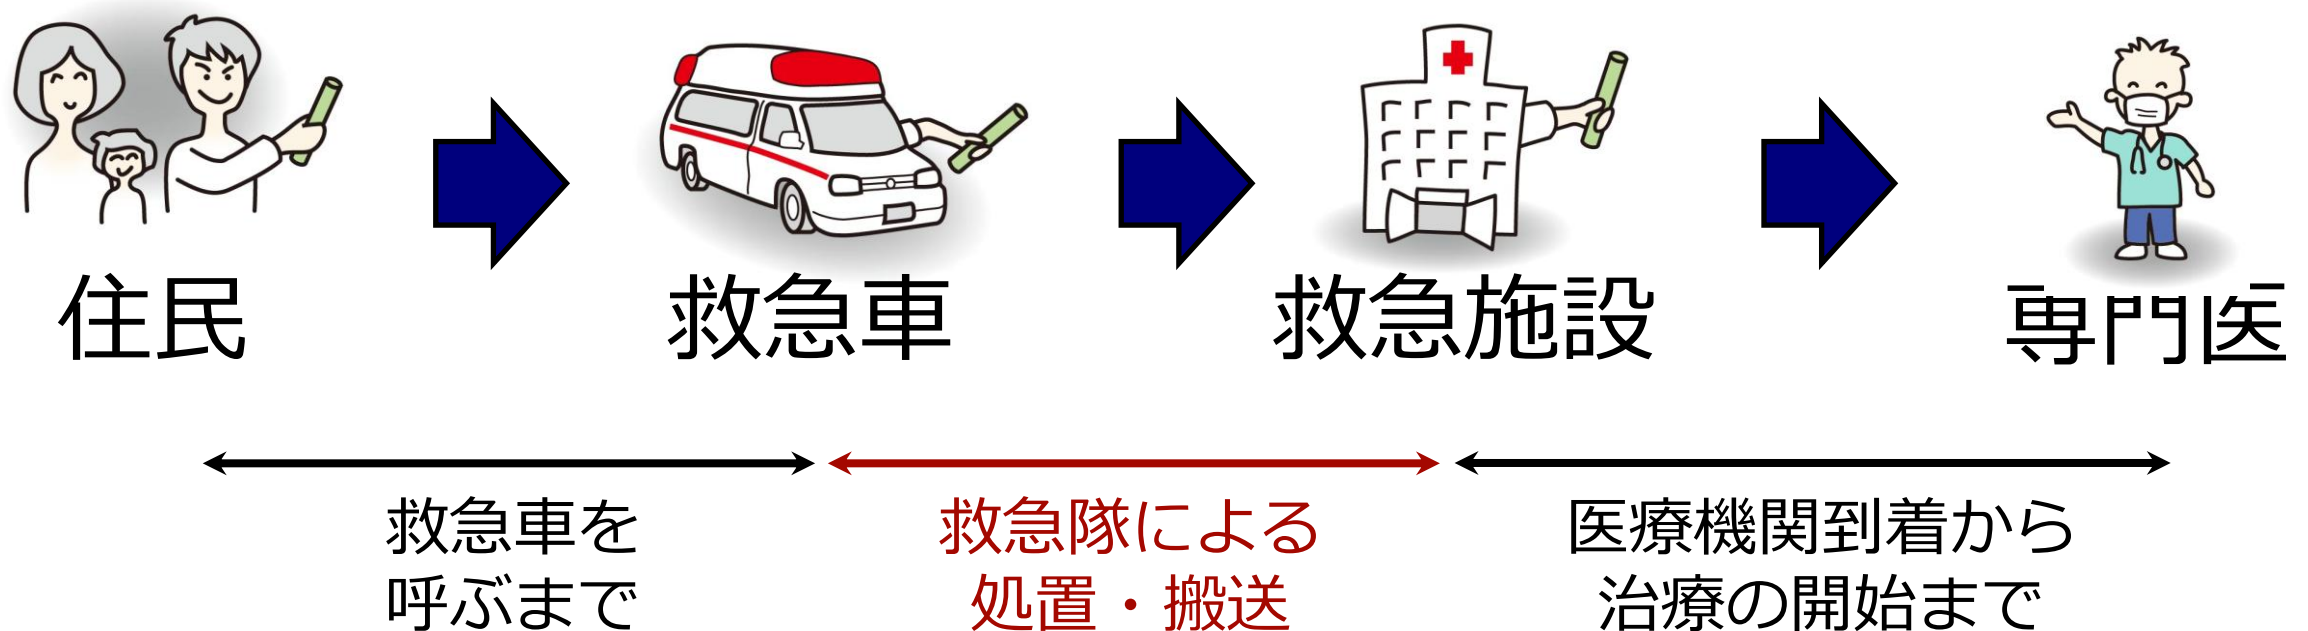 住民
救急車
救急施設
専門医
救急車を
呼ぶまで
救急隊による
処置・搬送
医療機関到着から
治療の開始まで